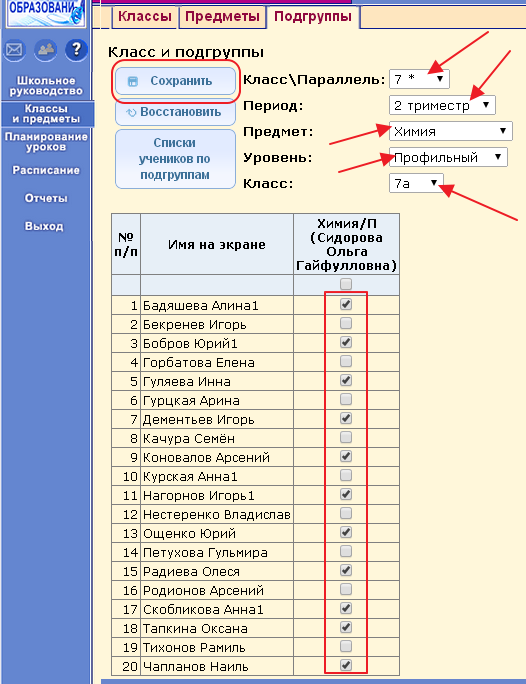 ОБРАЗОВАНИ
Классы
Предметы
Подгруппы
?
Школьное
руководство
Классы
и предметы
Планирование
уроков
Расписание
Отчеты
Выход
Класс и подгруппы
Сохранить
Восстановить
Списки
учеников по
подгруппам
Класс\Параллель: 7 *
Период: 2 триместр
Предмет: Химия
Уровень: Профильный
Класс: 7а
№
п/п
Имя на экране
Химия/П
(Сидорова
Ольга
Гайфулловна)
1 Бадяшева Алина1
2 Бекренев Игорь
3 Бобров Юрий1
4 Горбатова Елена
5 Гуляева Инна
6 Гурцкая Арина
7 Дементьев Игорь
8 Качура Семён
9 Коновалов Арсений
10 Курская Анна1
11 Нагорнов Игорь1
12 Нестеренко Владислав
13 Ощенко Юрий
14 Петухова Гульмира
15 Радиева Олеся
16 Родионов Арсений
17 Скобликова Анна1
18 Тапкина Оксана
19 Тихонов Рамиль
20 Чапланов Наиль